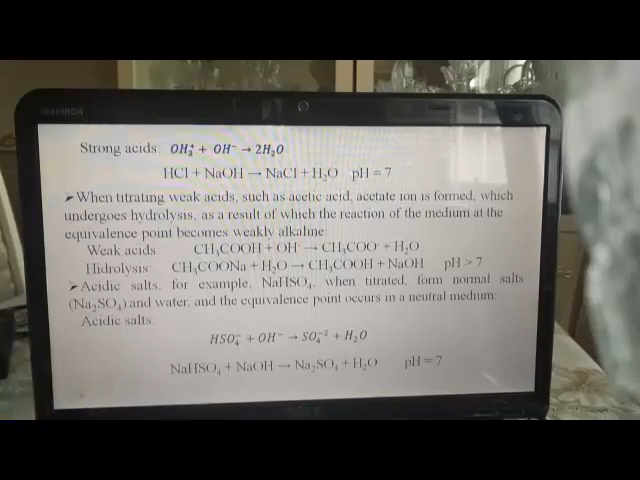 INSPIRON
Strong acids: OH₃⁺ + OH⁻ → 2H₂O
HCl + NaOH → NaCl + H₂O pH = 7
➤When titrating weak acids, such as acetic acid, acetate ion is formed, which
undergoes hydrolysis, as a result of which the reaction of the medium at the
equivalence point becomes weakly alkaline:
Weak acids CH₃COOH + OH⁻ → CH₃COO⁻ + H₂O
Hidrolysis: CH₃COONa + H₂O → CH₃COOH + NaOH pH > 7
➤Acidic salts, for example, NaHSO₄, when titrated, form normal salts
(Na₂SO₄) and water, and the equivalence point occurs in a neutral medium:
Acidic salts:
HSO₄⁻ + OH⁻ → SO₄⁻² + H₂O
NaHSO₄ + NaOH → Na₂SO₄ + H₂O pH = 7